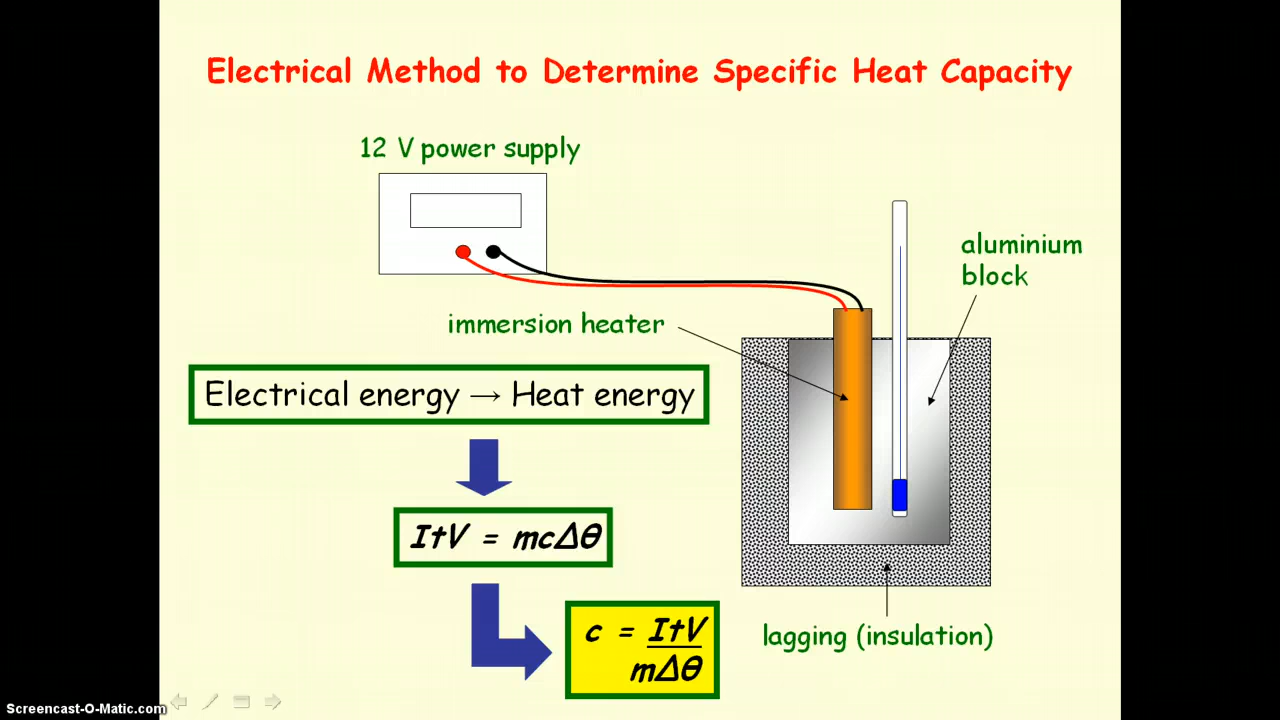 Electrical Method to Determine Specific Heat Capacity
12 V power supply
aluminium
block
immersion heater
Electrical energy → Heat energy
ItV = mcΔθ
c = ItV
mΔθ
lagging (insulation)
Screencast-O-Matic.com